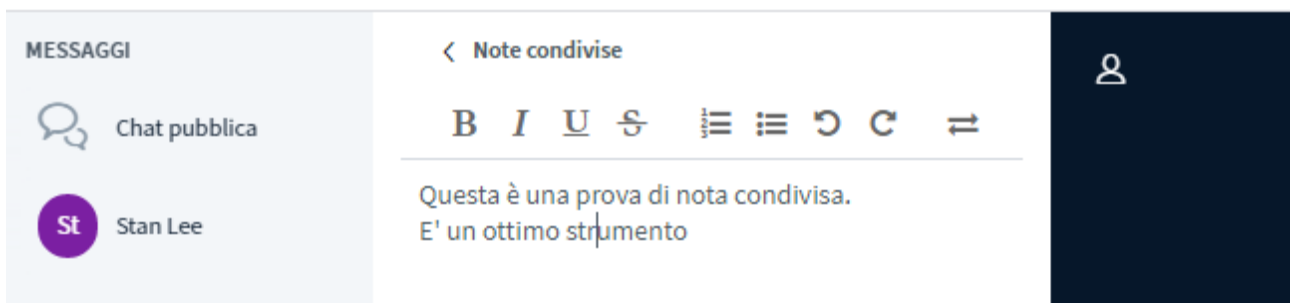 MESSAGGI
Chat pubblica
St
Stan Lee
Note condivise
B I U S
Questa è una prova di nota condivisa.
E' un ottimo strumento